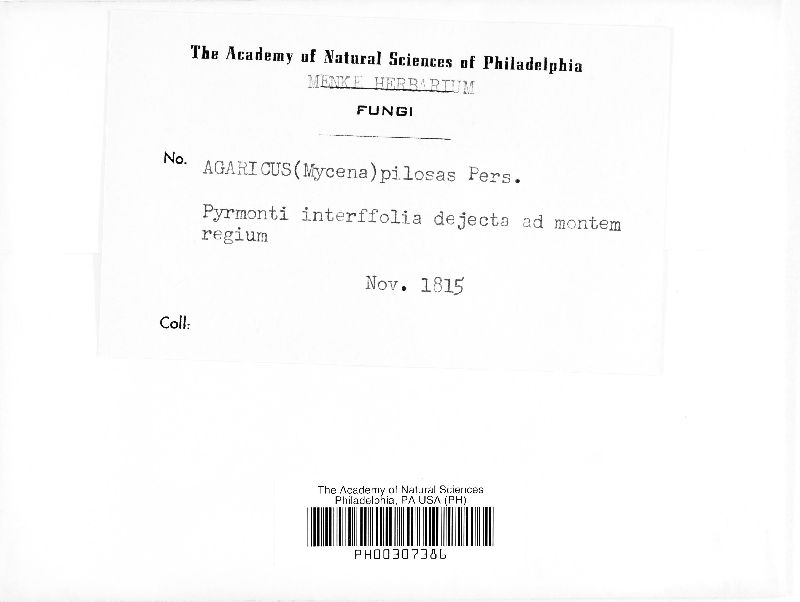 The Academy of Natural Sciences of Philadelphia
MENKE HERBARIUM
FUNGI
No. AGARICUS(Mycena)pilosas Pers.
Pyrmonti interffolia dejecta ad montem
regium
Nov. 1815
Coll:
The Academy of Natural Sciences
Philadelphia, PA USA (PH)